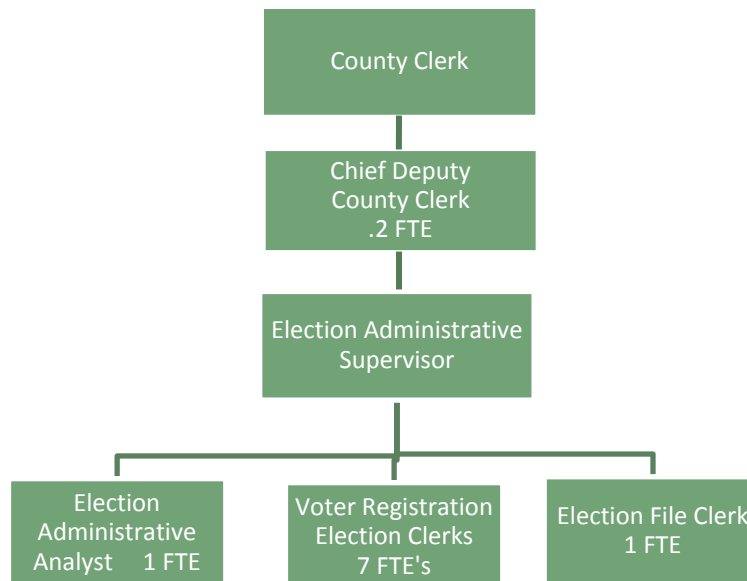 County Clerk
Chief Deputy
County Clerk
.2 FTE
Election Administrative
Supervisor
Election
Administrative
Analyst 1 FTE
Voter Registration
Election Clerks
7 FTE's
Election File Clerk
1 FTE